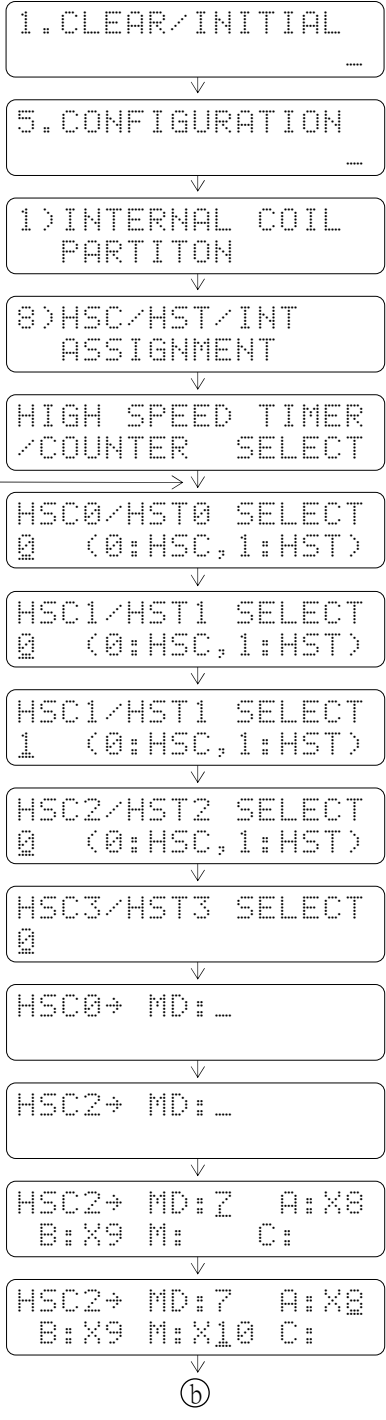 1.CLEAR/INITIAL
_
5.CONFIGURATION
_
1)INTERNAL COIL
PARTITON
8)HSC/HST/INT
ASSIGNMENT
HIGH SPEED TIMER
/COUNTER SELECT
HSC0/HST0 SELECT
0 (0:HSC,1:HST)
HSC1/HST1 SELECT
0 (0:HSC,1:HST)
HSC1/HST1 SELECT
1 (0:HSC,1:HST)
HSC2/HST2 SELECT
0 (0:HSC,1:HST)
HSC3/HST3 SELECT
0
HSC0→ MD:_
HSC2→ MD:_
HSC2→ MD:7 A:X8
B:X9 M: C:
HSC2→ MD:7 A:X8
B:X9 M:X10 C:
b